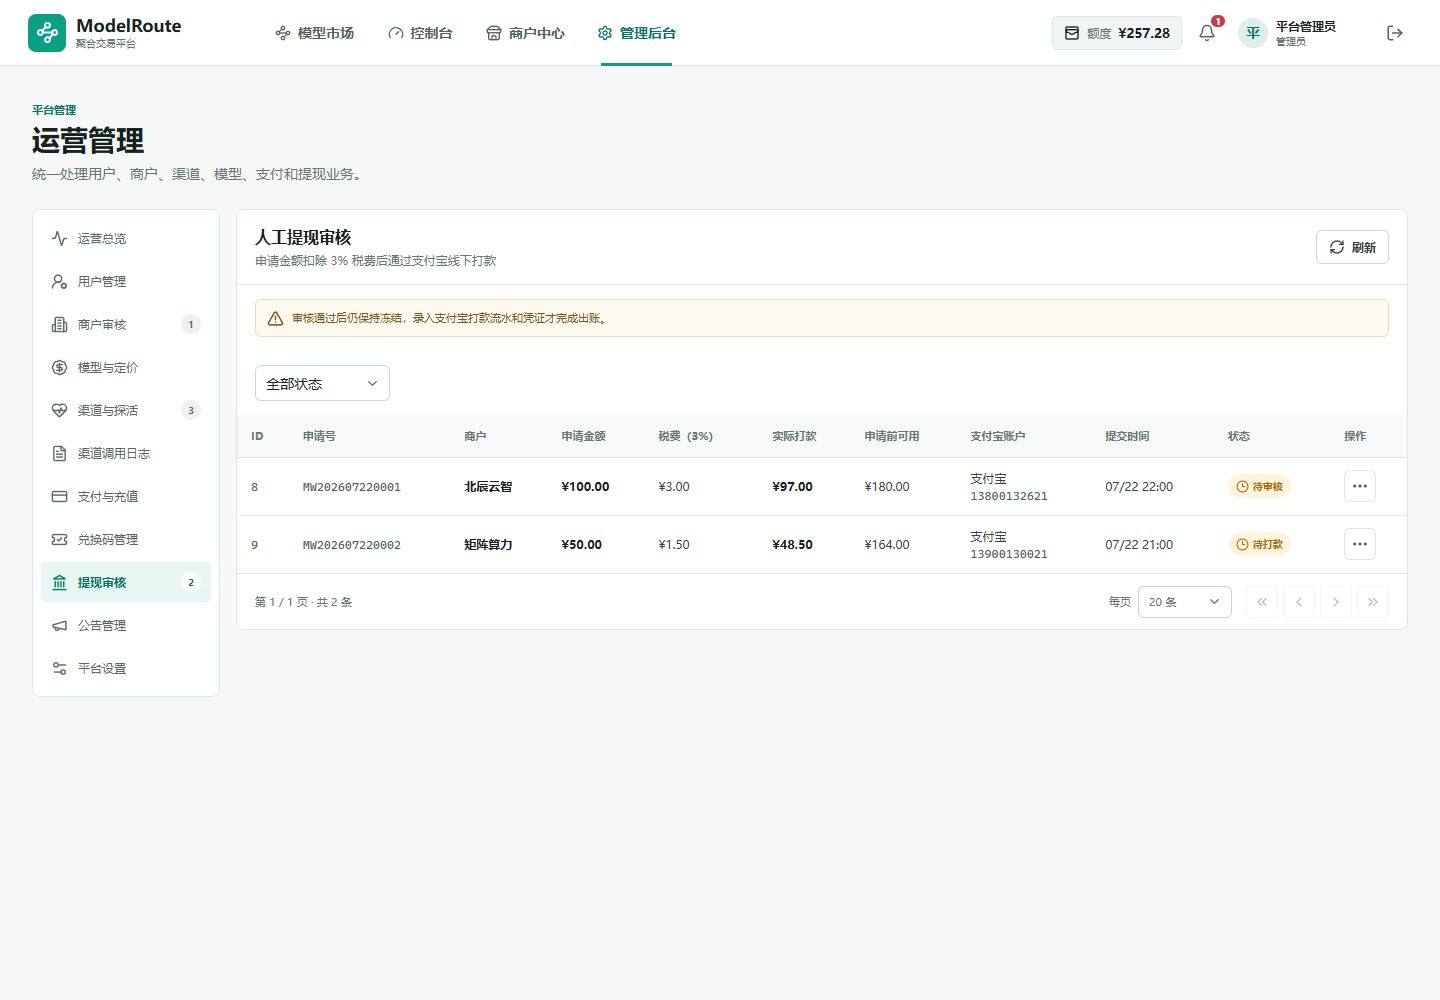 ModelRoute
聚合交易平台
模型市场
控制台
商户中心
管理后台
额度 ¥257.28
1
平
平台管理员
管理员
平台管理
运营管理
统一处理用户、商户、渠道、模型、支付和提现业务。
运营总览
用户管理
商户审核 1
模型与定价
渠道与探活 3
渠道调用日志
支付与充值
兑换码管理
提现审核 2
公告管理
平台设置
人工提现审核
申请金额扣除 3% 税费后通过支付宝线下打款
刷新
审核通过后仍保持冻结，录入支付宝打款流水和凭证才完成出账。
全部状态
ID 申请号 商户 申请金额 税费（3%） 实际打款 申请前可用 支付宝账户 提交时间 状态 操作
8 MW202607220001 北辰云智 ¥100.00 ¥3.00 ¥97.00 ¥180.00 支付宝 13800132621 07/22 22:00 待审核
9 MW202607220002 矩阵算力 ¥50.00 ¥1.50 ¥48.50 ¥164.00 支付宝 13900130021 07/22 21:00 待打款
第 1 / 1 页 · 共 2 条
每页 20 条